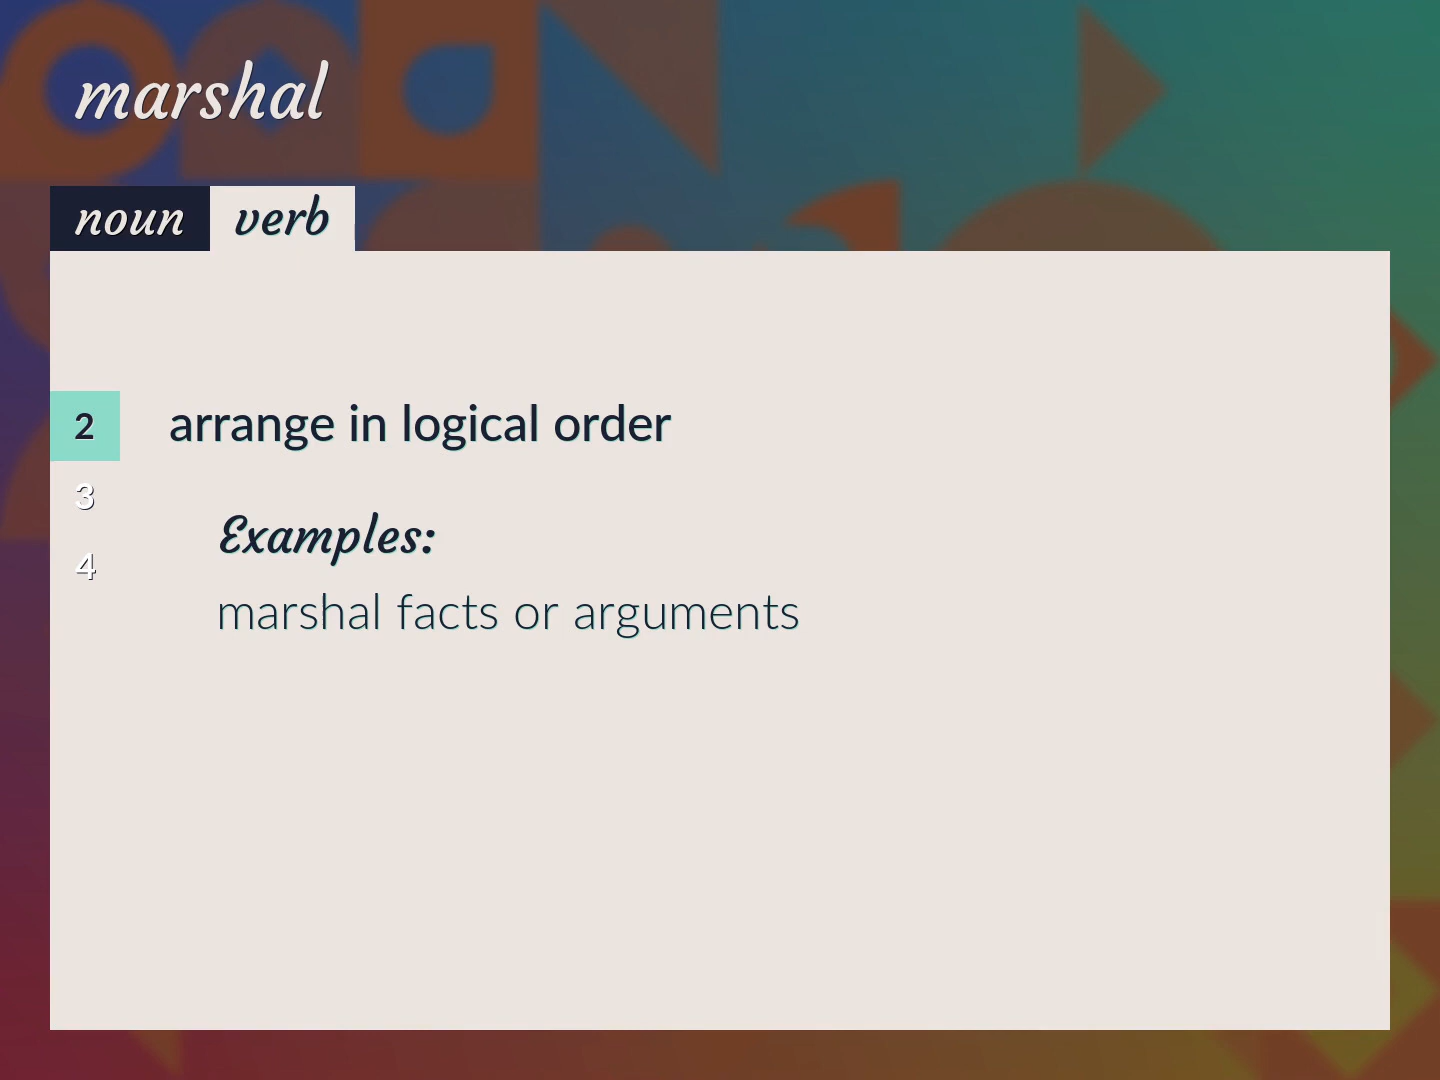 marshal
noun verb
2 arrange in logical order
3
Examples:
4
marshal facts or arguments